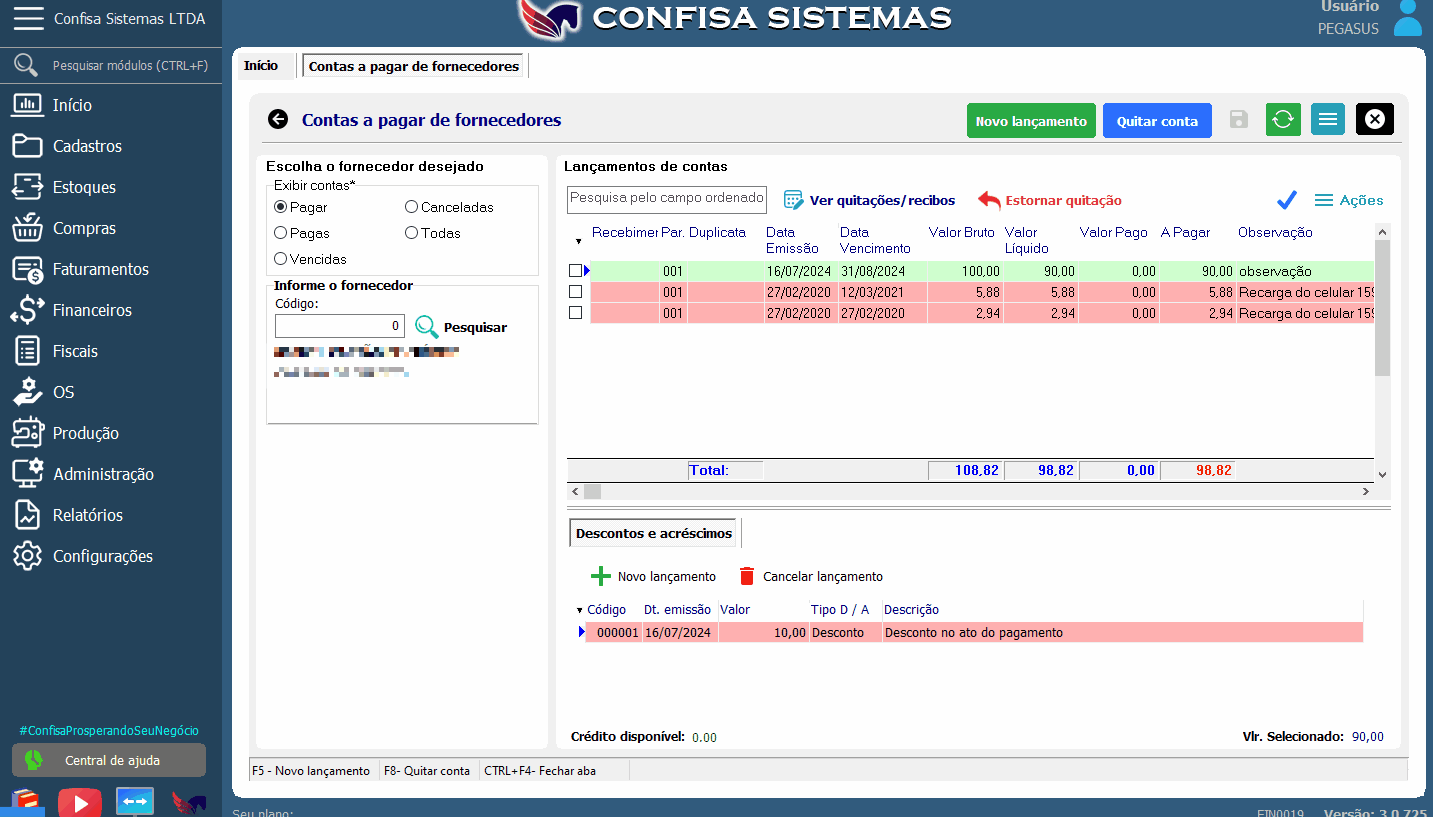 Confisa Sistemas LTDA
CONFISA SISTEMAS
Usuário
PEGASUS
Pesquisar módulos (CTRL+F)
Início
Cadastros
Estoques
Compras
Faturamentos
Financeiros
Fiscais
OS
Produção
Administração
Relatórios
Configurações
#ConfisaProsperandoSeuNegócio
Central de ajuda
Início
Contas a pagar de fornecedores
Contas a pagar de fornecedores
Novo lançamento
Quitar conta
Escolha o fornecedor desejado
Exibir contas*
Pagar Canceladas
Pagas Todas
Vencidas
Informe o fornecedor
Código:
0 Pesquisar
Lançamentos de contas
Pesquisa pelo campo ordenado Ver quitações/recibos Estornar quitação Ações
Recebimer Par. Duplicata Data Emissão Data Vencimento Valor Bruto Valor Líquido Valor Pago A Pagar Observação
001 16/07/2024 31/08/2024 100,00 90,00 0,00 90,00 observação
001 27/02/2020 12/03/2021 5,88 5,88 0,00 5,88 Recarga do celular 159
001 27/02/2020 27/02/2020 2,94 2,94 0,00 2,94 Recarga do celular 159
Total: 108,82 98,82 0,00 98,82
Descontos e acréscimos
Novo lançamento Cancelar lançamento
Código Dt. emissão Valor Tipo D / A Descrição
000001 16/07/2024 10,00 Desconto Desconto no ato do pagamento
Crédito disponível: 0.00 Vlr. Selecionado: 90,00
F5 - Novo lançamento F8- Quitar conta CTRL+F4- Fechar aba
Seu plano: FIN0019 Versão: 3.0.725